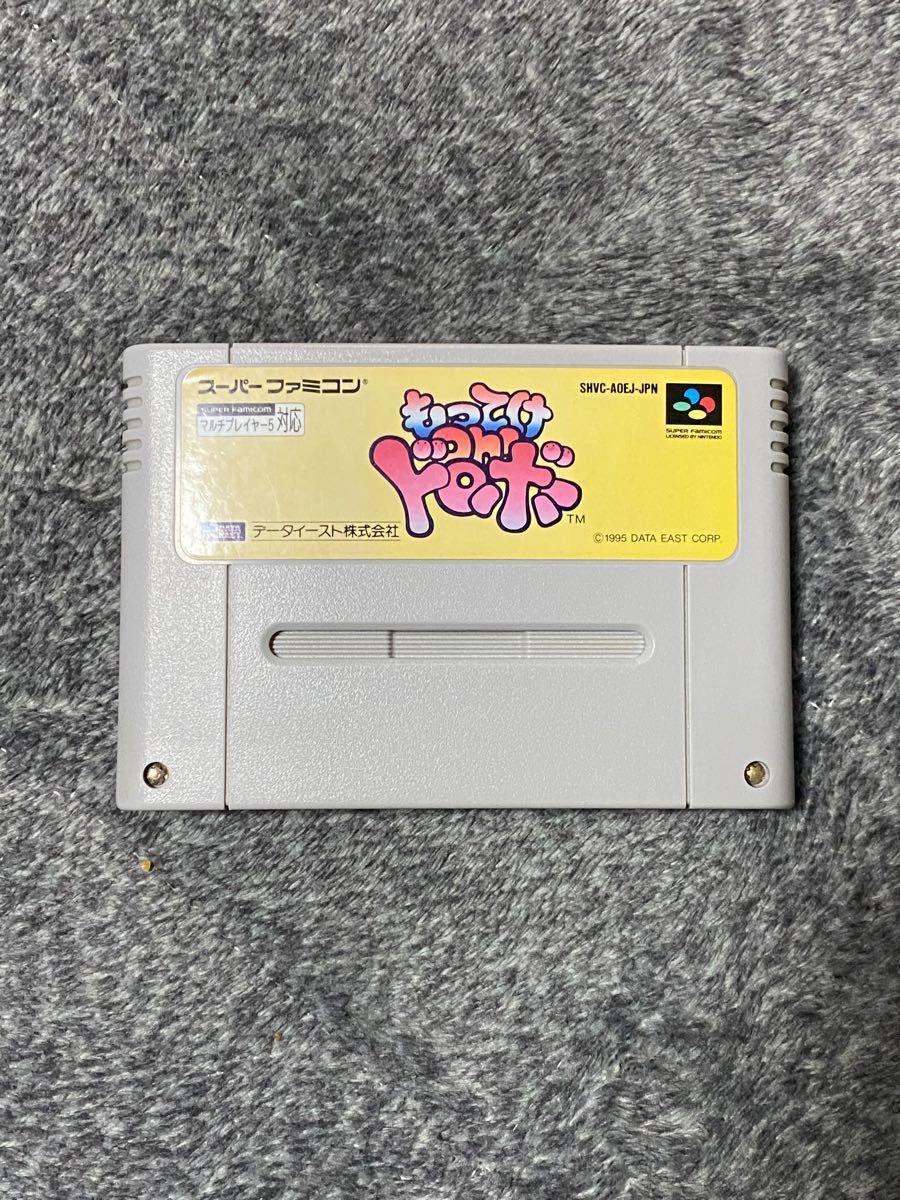 スーパーファミコン®
SUPER Famicom
マルチプレイヤー5 対応
もってけ
Oh!
ドロボー
TM
SHVC-AOEJ-JPN
SUPER Famicom
LICENSED BY NINTENDO
データイースト株式会社
©1995 DATA EAST CORP.